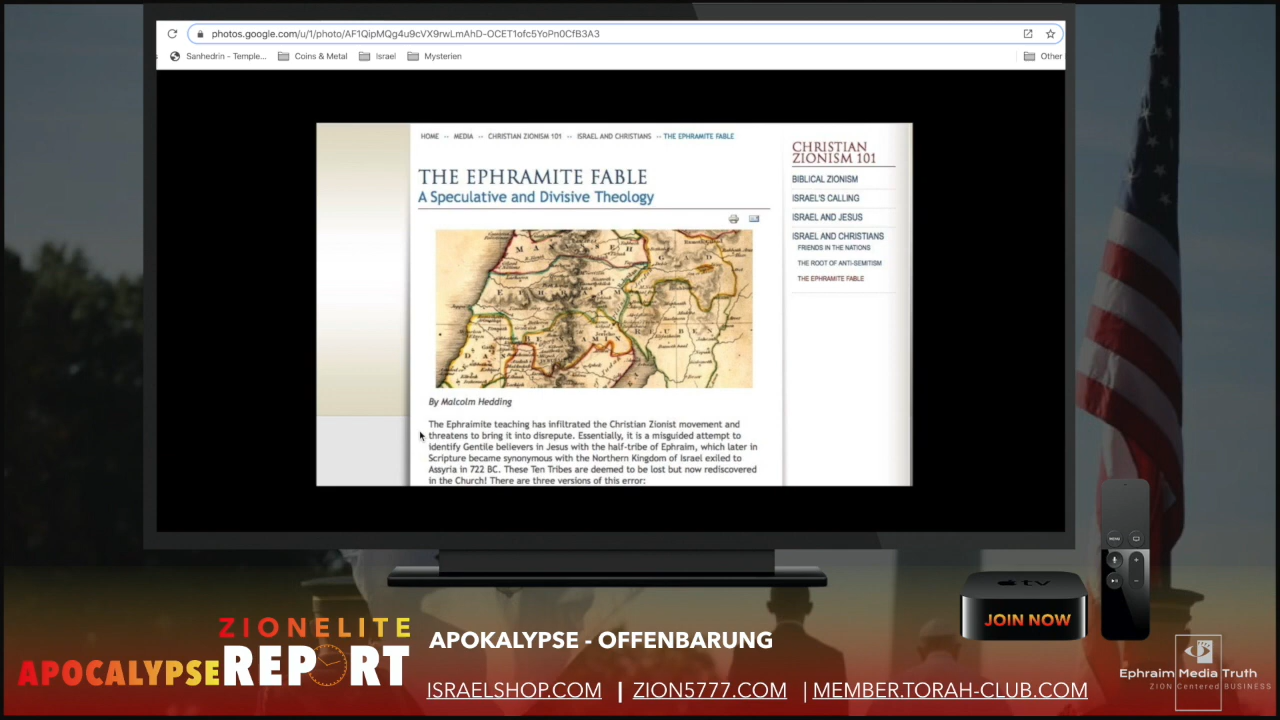 photos.google.com/u/1/photo/AF1QipMQg4u9cVX9rwLmAhD-OCET1ofc5YoPn0CfB3A3
Sanhedrin - Temple... Coins & Metal Israel Mysterien Other
HOME ·· MEDIA ·· CHRISTIAN ZIONISM 101 ·· ISRAEL AND CHRISTIANS ·· THE EPHRAMITE FABLE
THE EPHRAMITE FABLE
A Speculative and Divisive Theology
EPHRAIM
REUBEN
By Malcolm Hedding
The Ephraimite teaching has infiltrated the Christian Zionist movement and
threatens to bring it into disrepute. Essentially, it is a misguided attempt to
identify Gentile believers in Jesus with the half-tribe of Ephraim, which later in
Scripture became synonymous with the Northern Kingdom of Israel exiled to
Assyria in 722 BC. These Ten Tribes are deemed to be lost but now rediscovered
in the Church! There are three versions of this error:
CHRISTIAN
ZIONISM 101
BIBLICAL ZIONISM
ISRAEL'S CALLING
ISRAEL AND JESUS
ISRAEL AND CHRISTIANS
FRIENDS IN THE NATIONS
THE ROOT OF ANTI-SEMITISM
THE EPHRAMITE FABLE
MENU
tv
JOIN NOW
ZIONELITE
APOCALYPSE REPORT
APOKALYPSE - OFFENBARUNG
ISRAELSHOP.COM | ZION5777.COM | MEMBER.TORAH-CLUB.COM
Ephraim Media Truth
ZION Centered BUSINESS